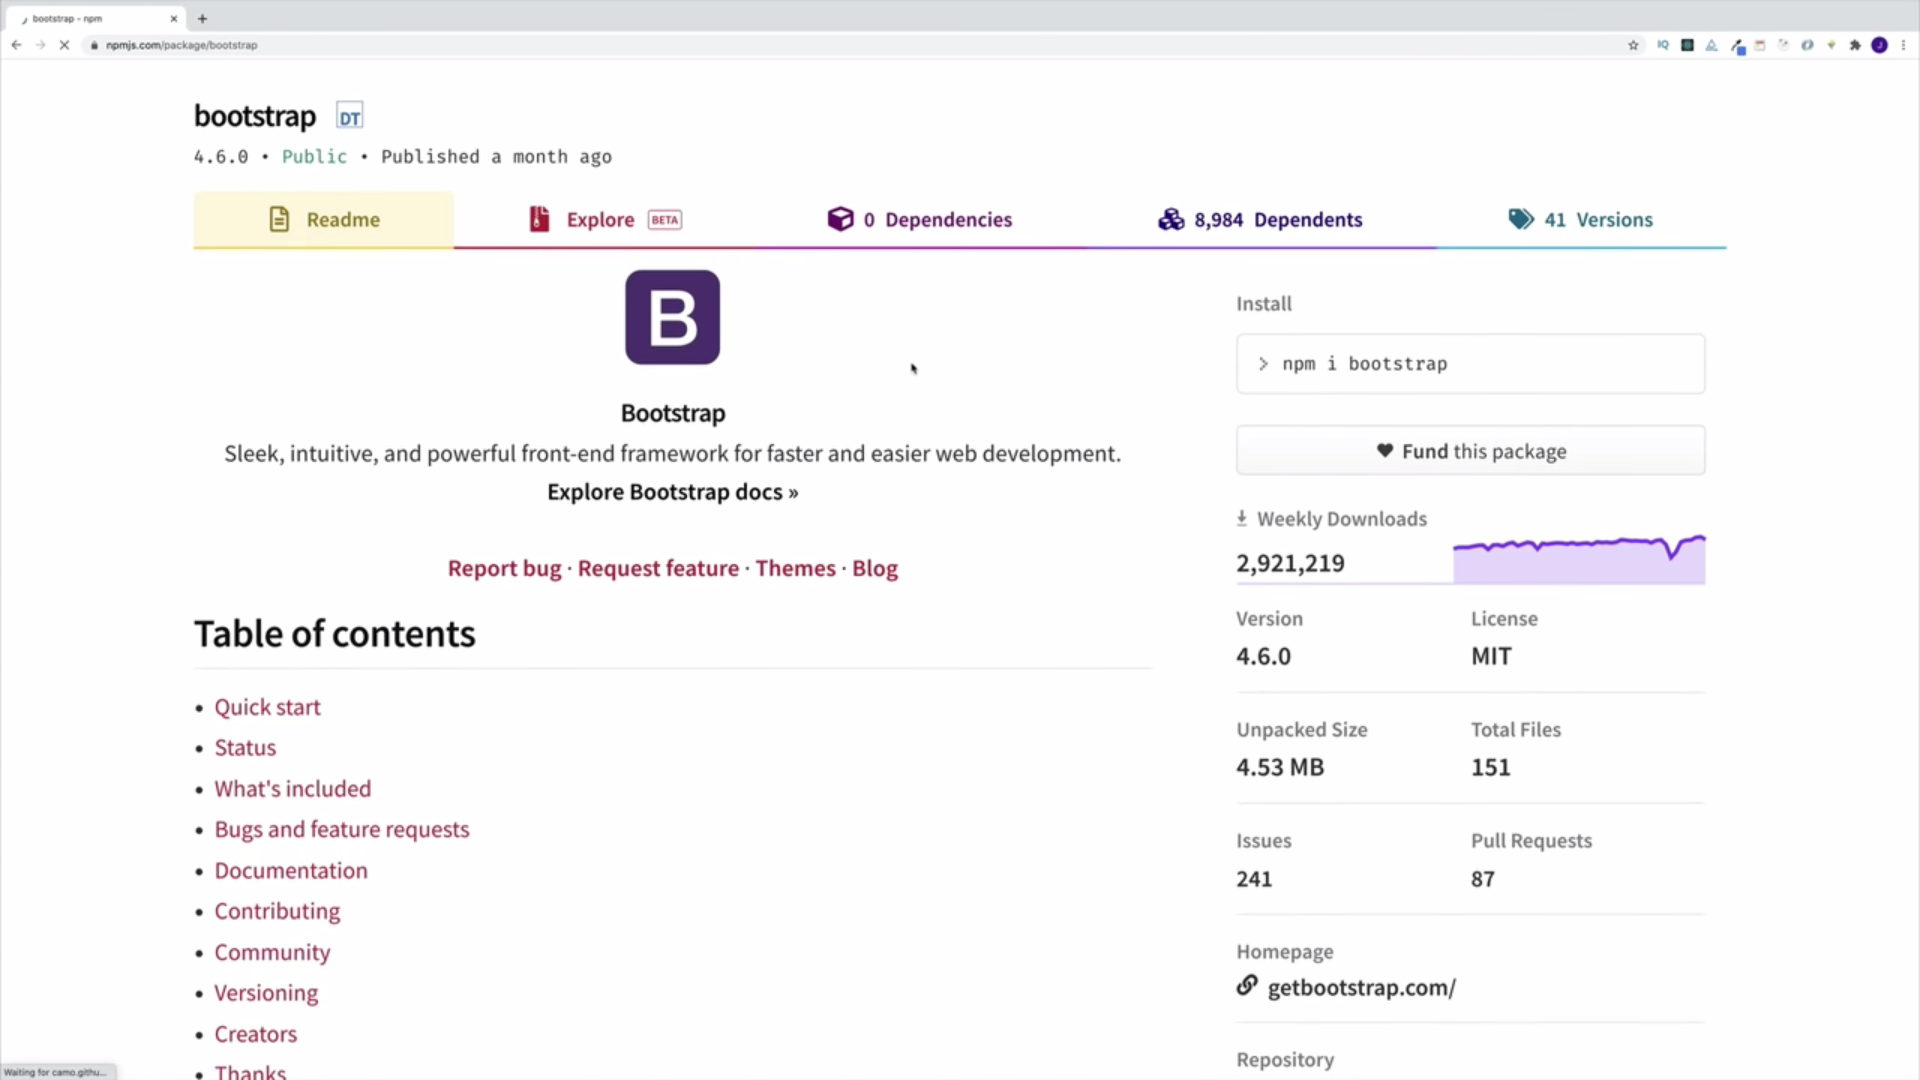 bootstrap - npm
npmjs.com/package/bootstrap
bootstrap DT
4.6.0 • Public • Published a month ago
Readme Explore BETA 0 Dependencies 8,984 Dependents 41 Versions
B
Bootstrap
Sleek, intuitive, and powerful front-end framework for faster and easier web development.
Explore Bootstrap docs »
Report bug · Request feature · Themes · Blog
Table of contents
• Quick start
• Status
• What's included
• Bugs and feature requests
• Documentation
• Contributing
• Community
• Versioning
• Creators
• Thanks
Install
> npm i bootstrap
Fund this package
Weekly Downloads
2,921,219
Version License
4.6.0 MIT
Unpacked Size Total Files
4.53 MB 151
Issues Pull Requests
241 87
Homepage
getbootstrap.com/
Repository
Waiting for camo.githu...